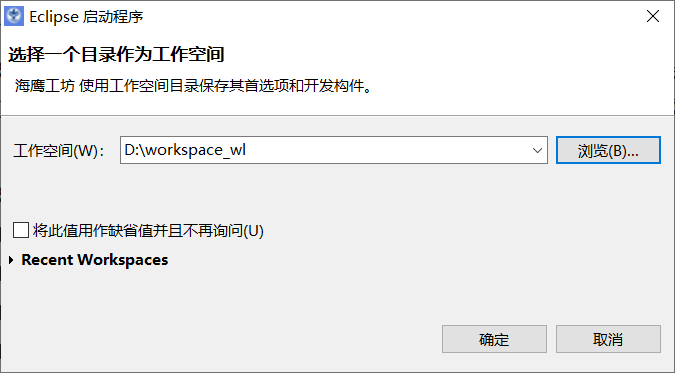 Eclipse 启动程序
选择一个目录作为工作空间
海鹰工坊 使用工作空间目录保存其首选项和开发构件。
工作空间(W)： D:\workspace_wl 浏览(B)...
将此值用作缺省值并且不再询问(U)
Recent Workspaces
确定 取消